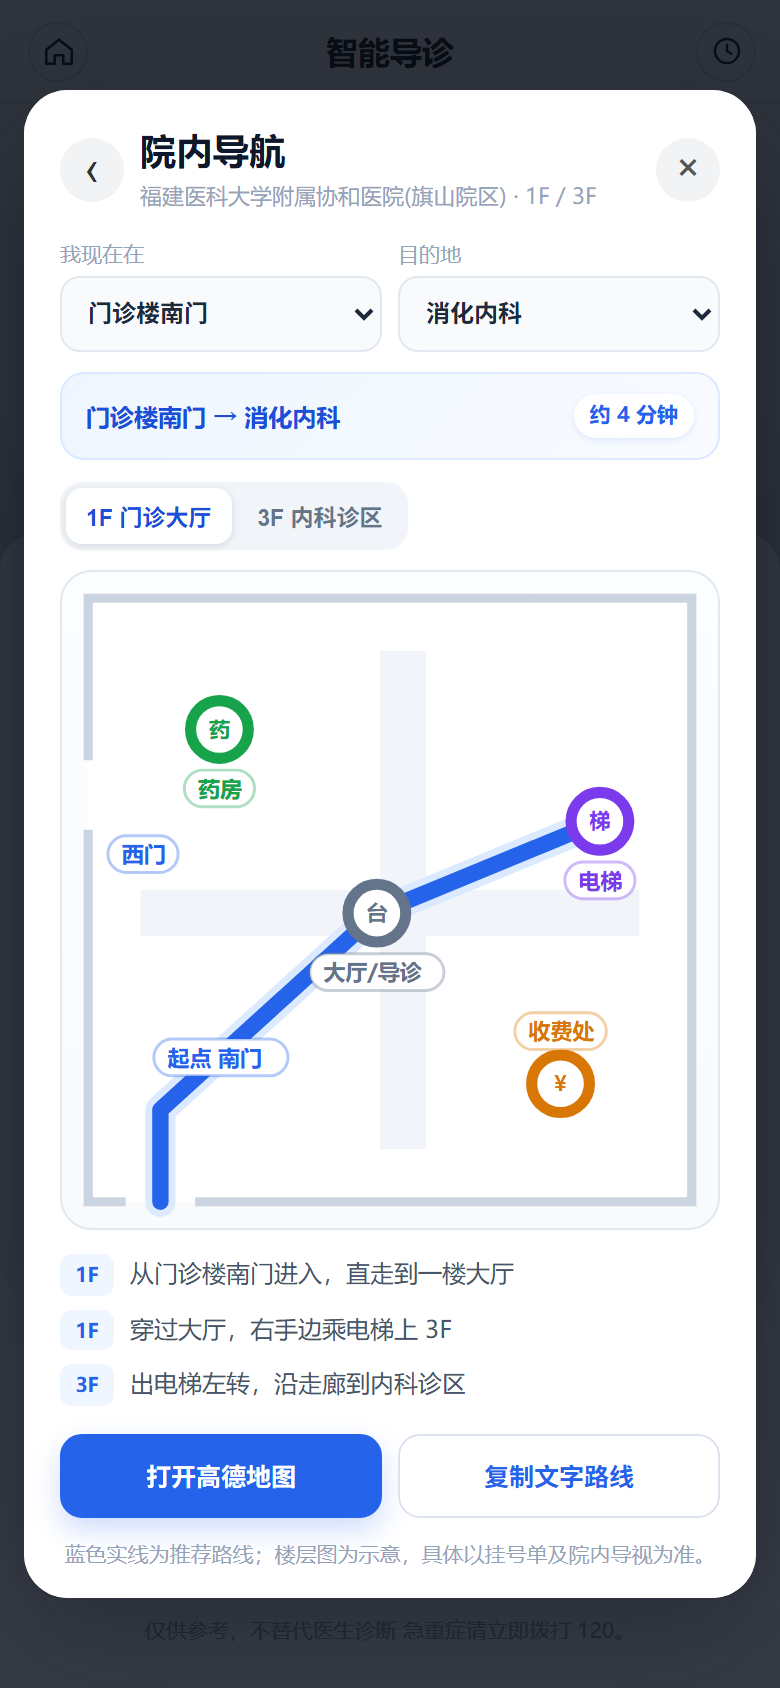 智能导诊
院内导航
福建医科大学附属协和医院(旗山院区) · 1F / 3F
我现在在
目的地
门诊楼南门
消化内科
门诊楼南门 → 消化内科
约 4 分钟
1F 门诊大厅
3F 内科诊区
药
药房
梯
西门
电梯
台
大厅/导诊
收费处
起点 南门
¥
1F 从门诊楼南门进入，直走到一楼大厅
1F 穿过大厅，右手边乘电梯上 3F
3F 出电梯左转，沿走廊到内科诊区
打开高德地图
复制文字路线
蓝色实线为推荐路线；楼层图为示意，具体以挂号单及院内导视为准。
仅供参考，不替代医生诊断 急重症请立即拨打 120。